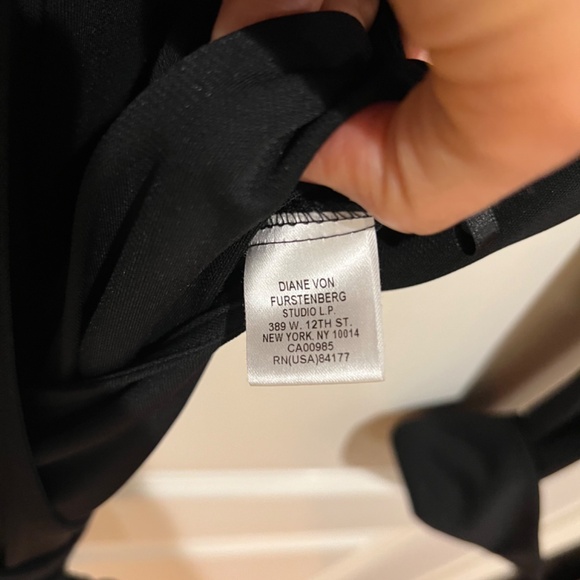 DIANE VON
FURSTENBERG
STUDIO L.P.
389 W. 12TH ST.
NEW YORK, NY 10014
CA00985
RN(USA)84177